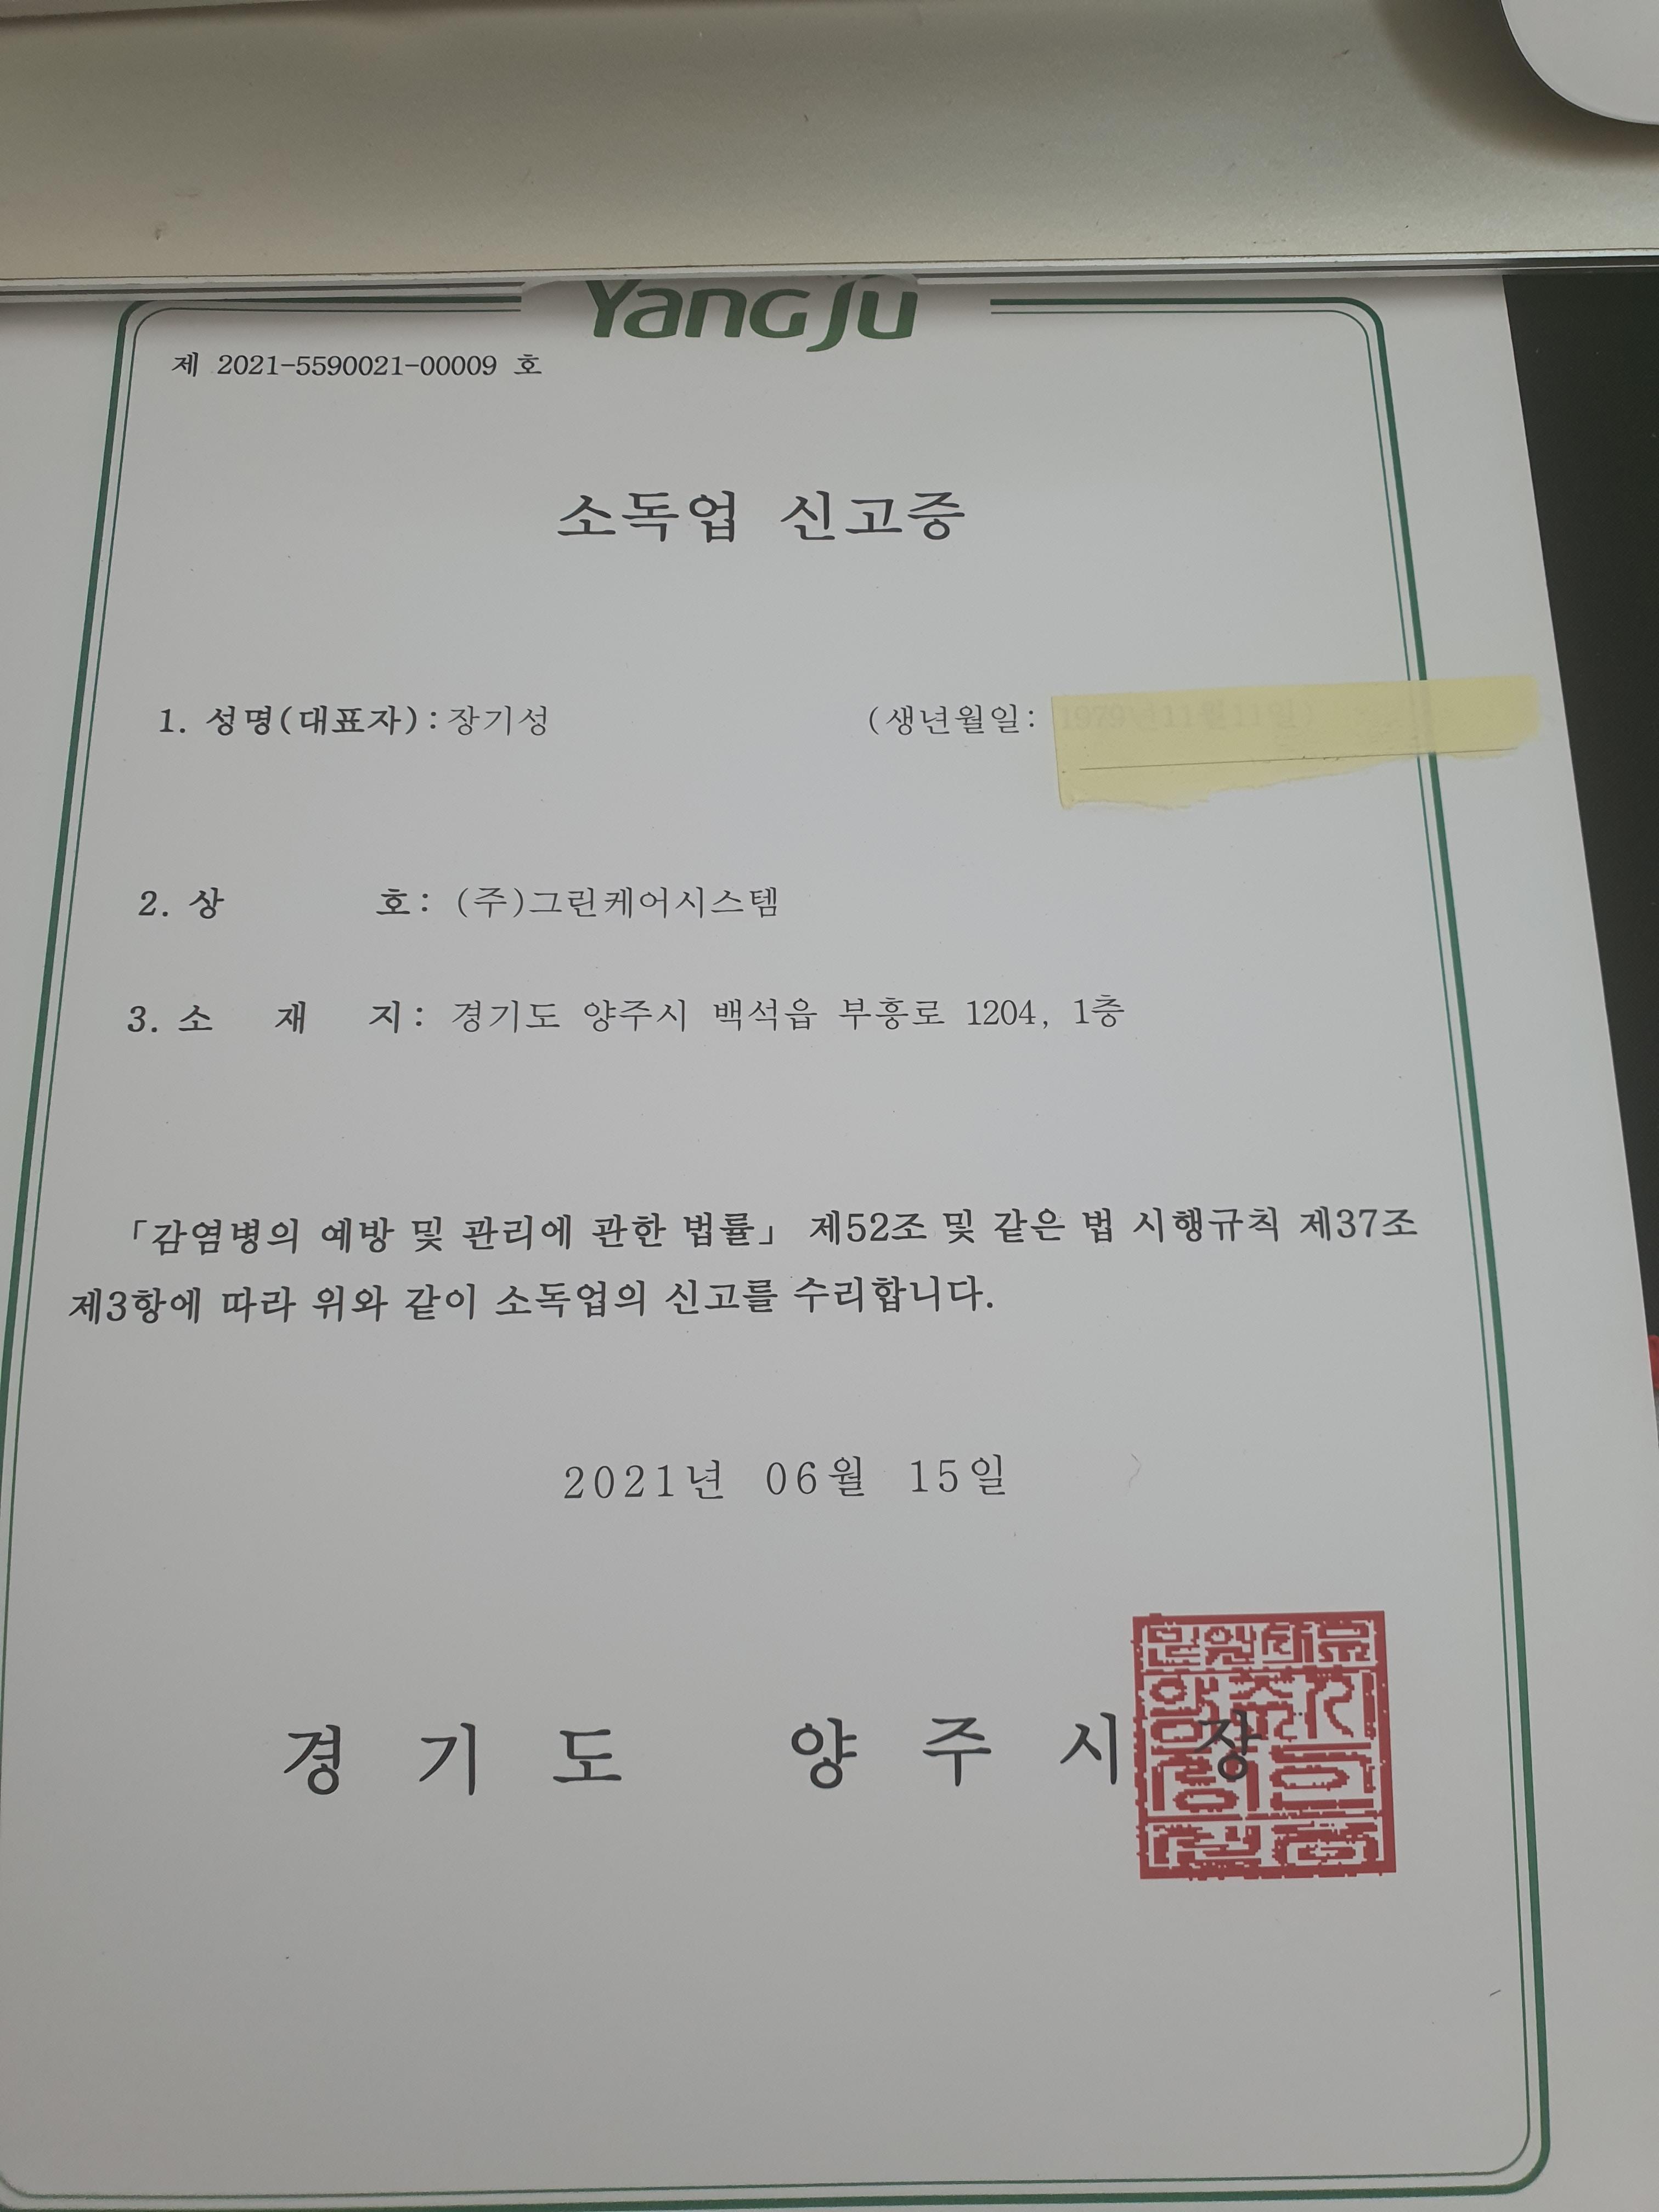 YangJu
제 2021-5590021-00009 호
소독업 신고증
1. 성명(대표자): 장기성 (생년월일:
2. 상 호: (주)그린케어시스템
3. 소 재 지: 경기도 양주시 백석읍 부흥로 1204, 1층
「감염병의 예방 및 관리에 관한 법률」 제52조 및 같은 법 시행규칙 제37조
제3항에 따라 위와 같이 소독업의 신고를 수리합니다.
2021년 06월 15일
경 기 도 양 주 시 장